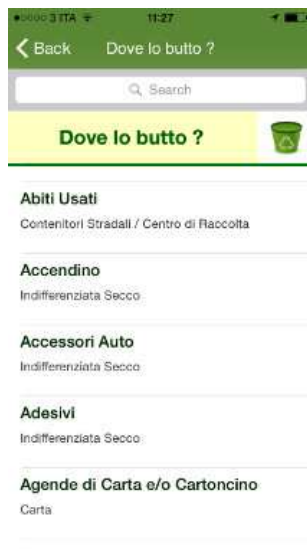 3 ITA 11:27
Back Dove lo butto ?
Search
Dove lo butto ?
Abiti Usati
Contenitori Stradali / Centro di Raccolta
Accendino
Indifferenziata Secco
Accessori Auto
Indifferenziata Secco
Adesivi
Indifferenziata Secco
Agende di Carta e/o Cartoncino
Carta